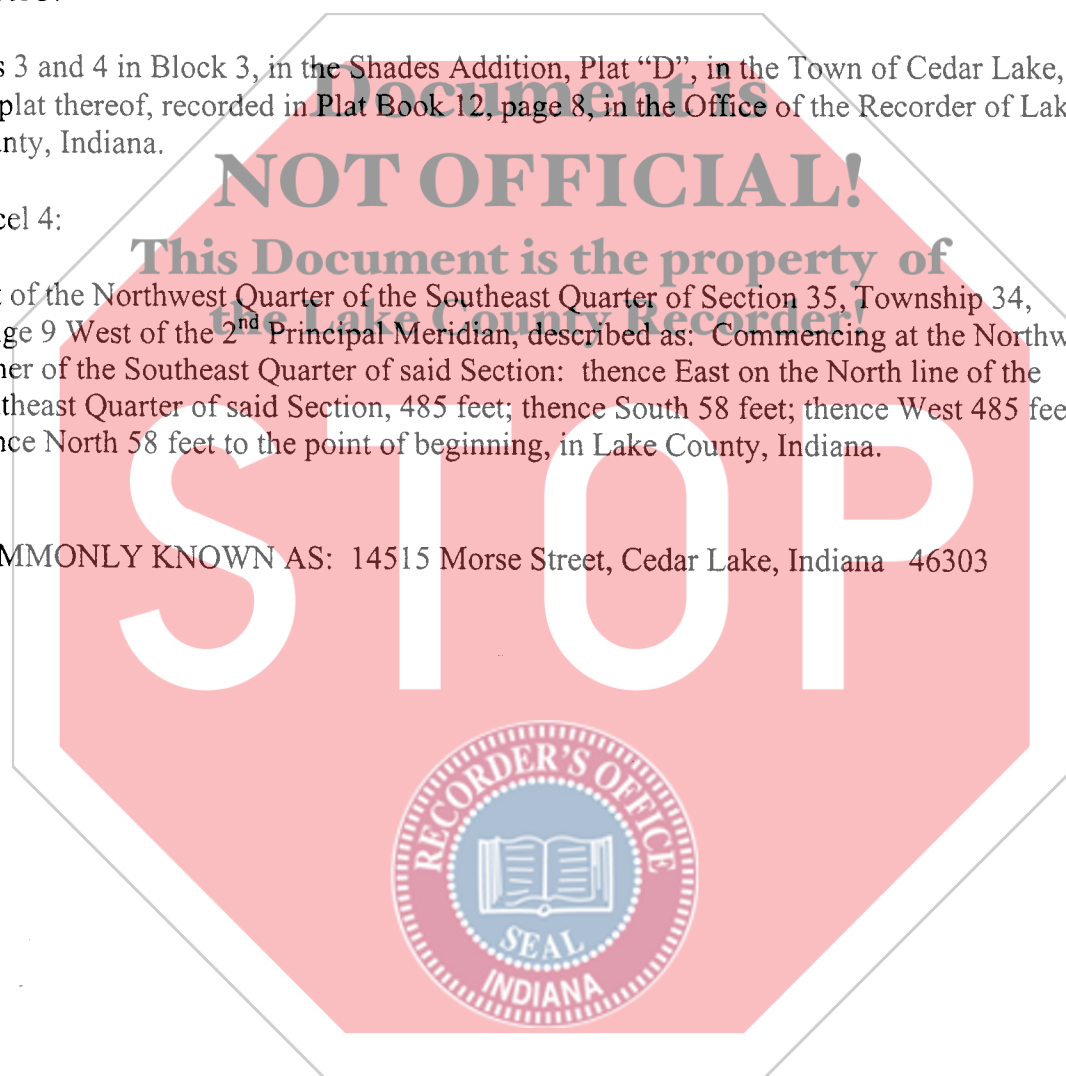 s 3 and 4 in Block 3, in the Shades Addition, Plat “D”, in the Town of Cedar Lake,
plat thereof, recorded in Plat Book 12, page 8, in the Office of the Recorder of Lak
nty, Indiana.
cel 4:
t of the Northwest Quarter of the Southeast Quarter of Section 35, Township 34,
ge 9 West of the 2nd Principal Meridian, described as: Commencing at the Northw
ner of the Southeast Quarter of said Section: thence East on the North line of the
theast Quarter of said Section, 485 feet; thence South 58 feet; thence West 485 fee
nce North 58 feet to the point of beginning, in Lake County, Indiana.
MMONLY KNOWN AS: 14515 Morse Street, Cedar Lake, Indiana 46303
Document is
NOT OFFICIAL!
This Document is the property of
the Lake County Recorder!
STOP
RECORDER'S OFFICE
SEAL
INDIANA